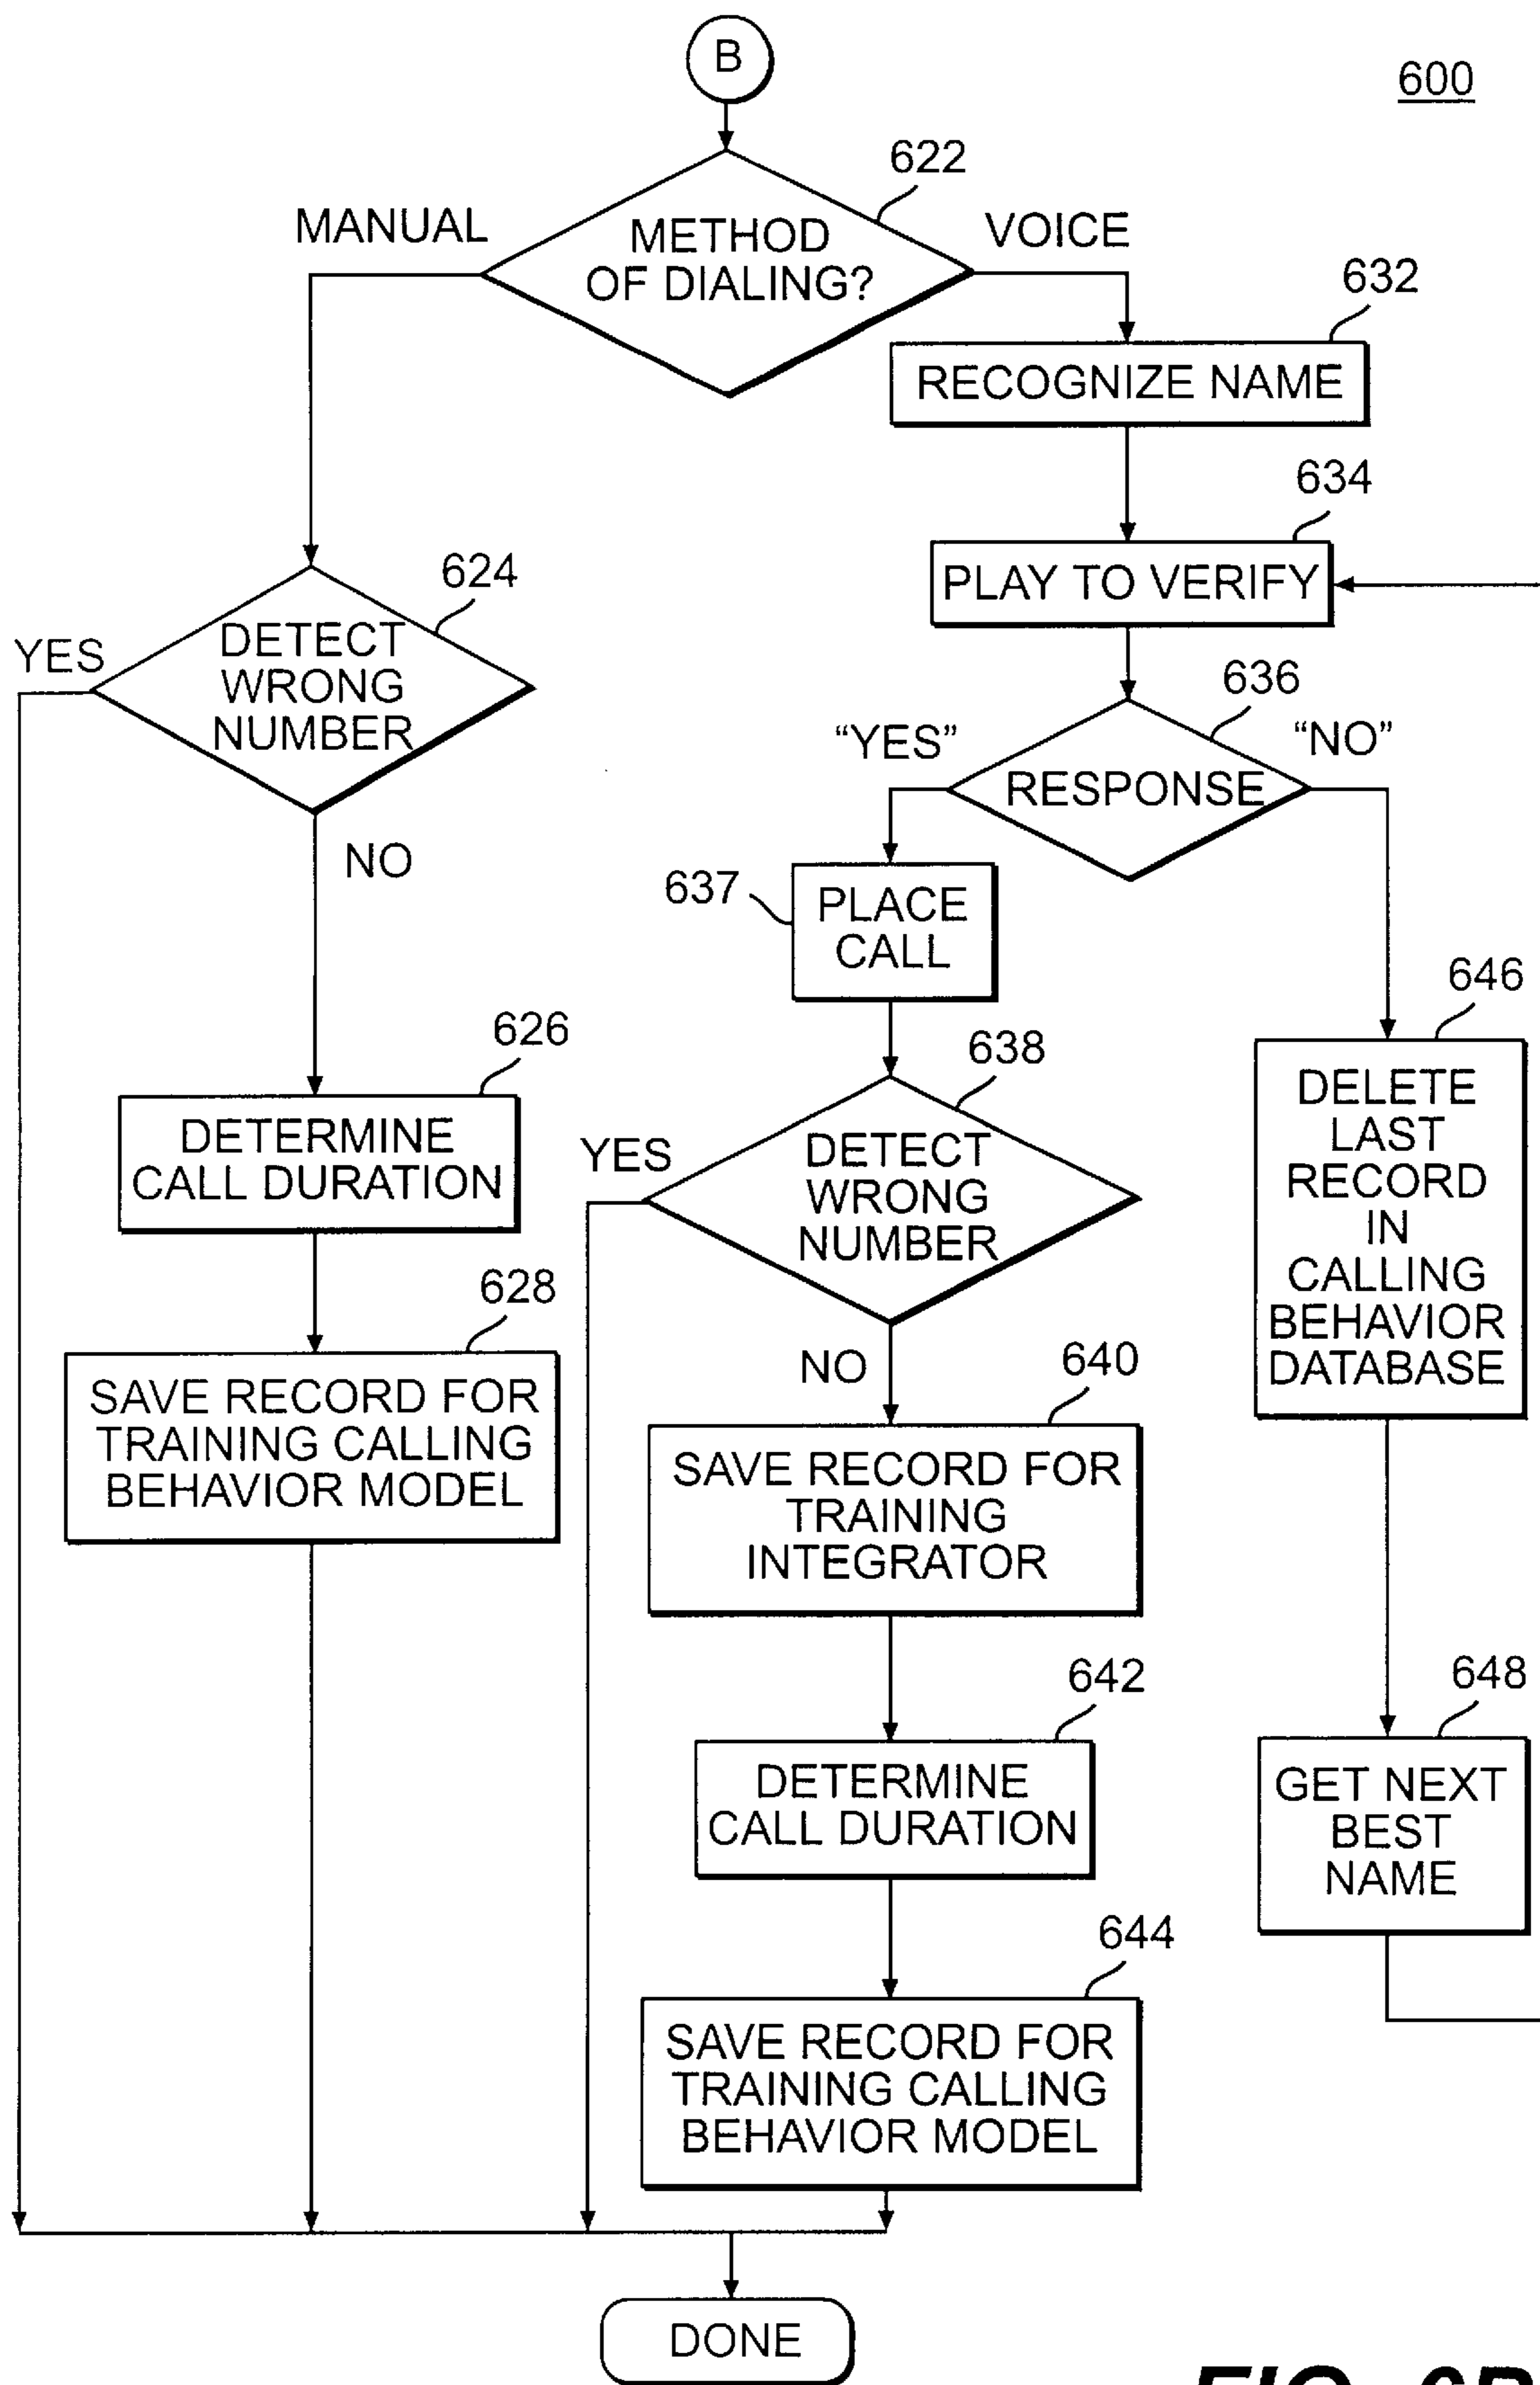 B
600
622
MANUAL
METHOD
OF DIALING?
VOICE
632
RECOGNIZE NAME
634
PLAY TO VERIFY
624
YES
DETECT
WRONG
NUMBER
NO
636
“YES”
“NO”
RESPONSE
637
PLACE
CALL
626
DETERMINE
CALL DURATION
638
YES
DETECT
WRONG
NUMBER
NO
646
DELETE
LAST
RECORD
IN
CALLING
BEHAVIOR
DATABASE
628
SAVE RECORD FOR
TRAINING CALLING
BEHAVIOR MODEL
640
SAVE RECORD FOR
TRAINING
INTEGRATOR
642
DETERMINE
CALL DURATION
648
GET NEXT
BEST
NAME
644
SAVE RECORD FOR
TRAINING CALLING
BEHAVIOR MODEL
DONE